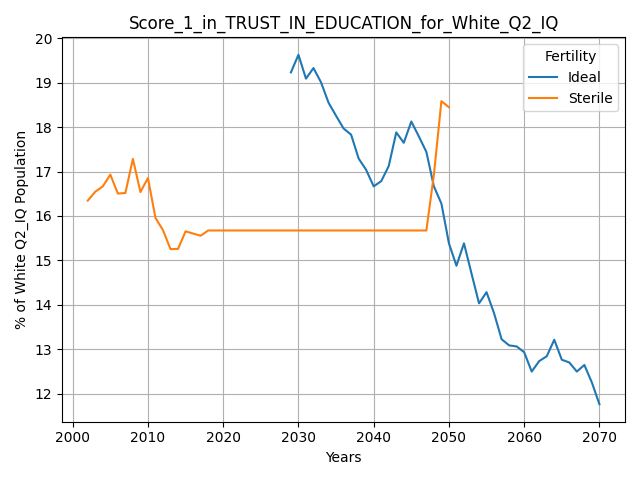 Score_1_in_TRUST_IN_EDUCATION_for_White_Q2_IQ
Fertility
Ideal
Sterile
% of White Q2_IQ Population
20
19
18
17
16
15
14
13
12
2000 2010 2020 2030 2040 2050 2060 2070
Years